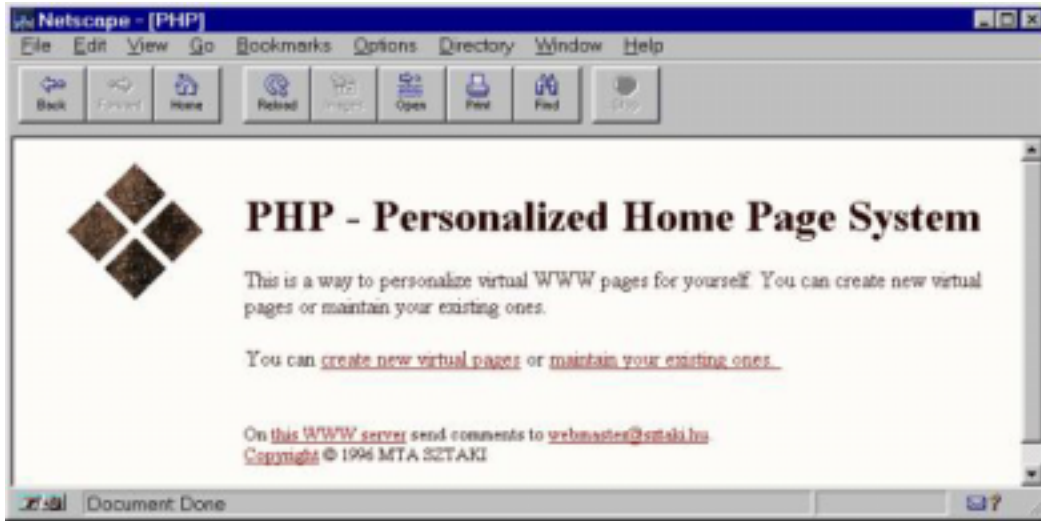 Netscape - [PHP]
File Edit View Go Bookmarks Options Directory Window Help
Back Forward Home Reload Images Open Print Find Stop
PHP - Personalized Home Page System
This is a way to personalize virtual WWW pages for yourself. You can create new virtual
pages or maintain your existing ones.
You can create new virtual pages or maintain your existing ones.
On this WWW server send comments to webmaster@sztaki.hu.
Copyright © 1996 MTA SZTAKI
Document: Done